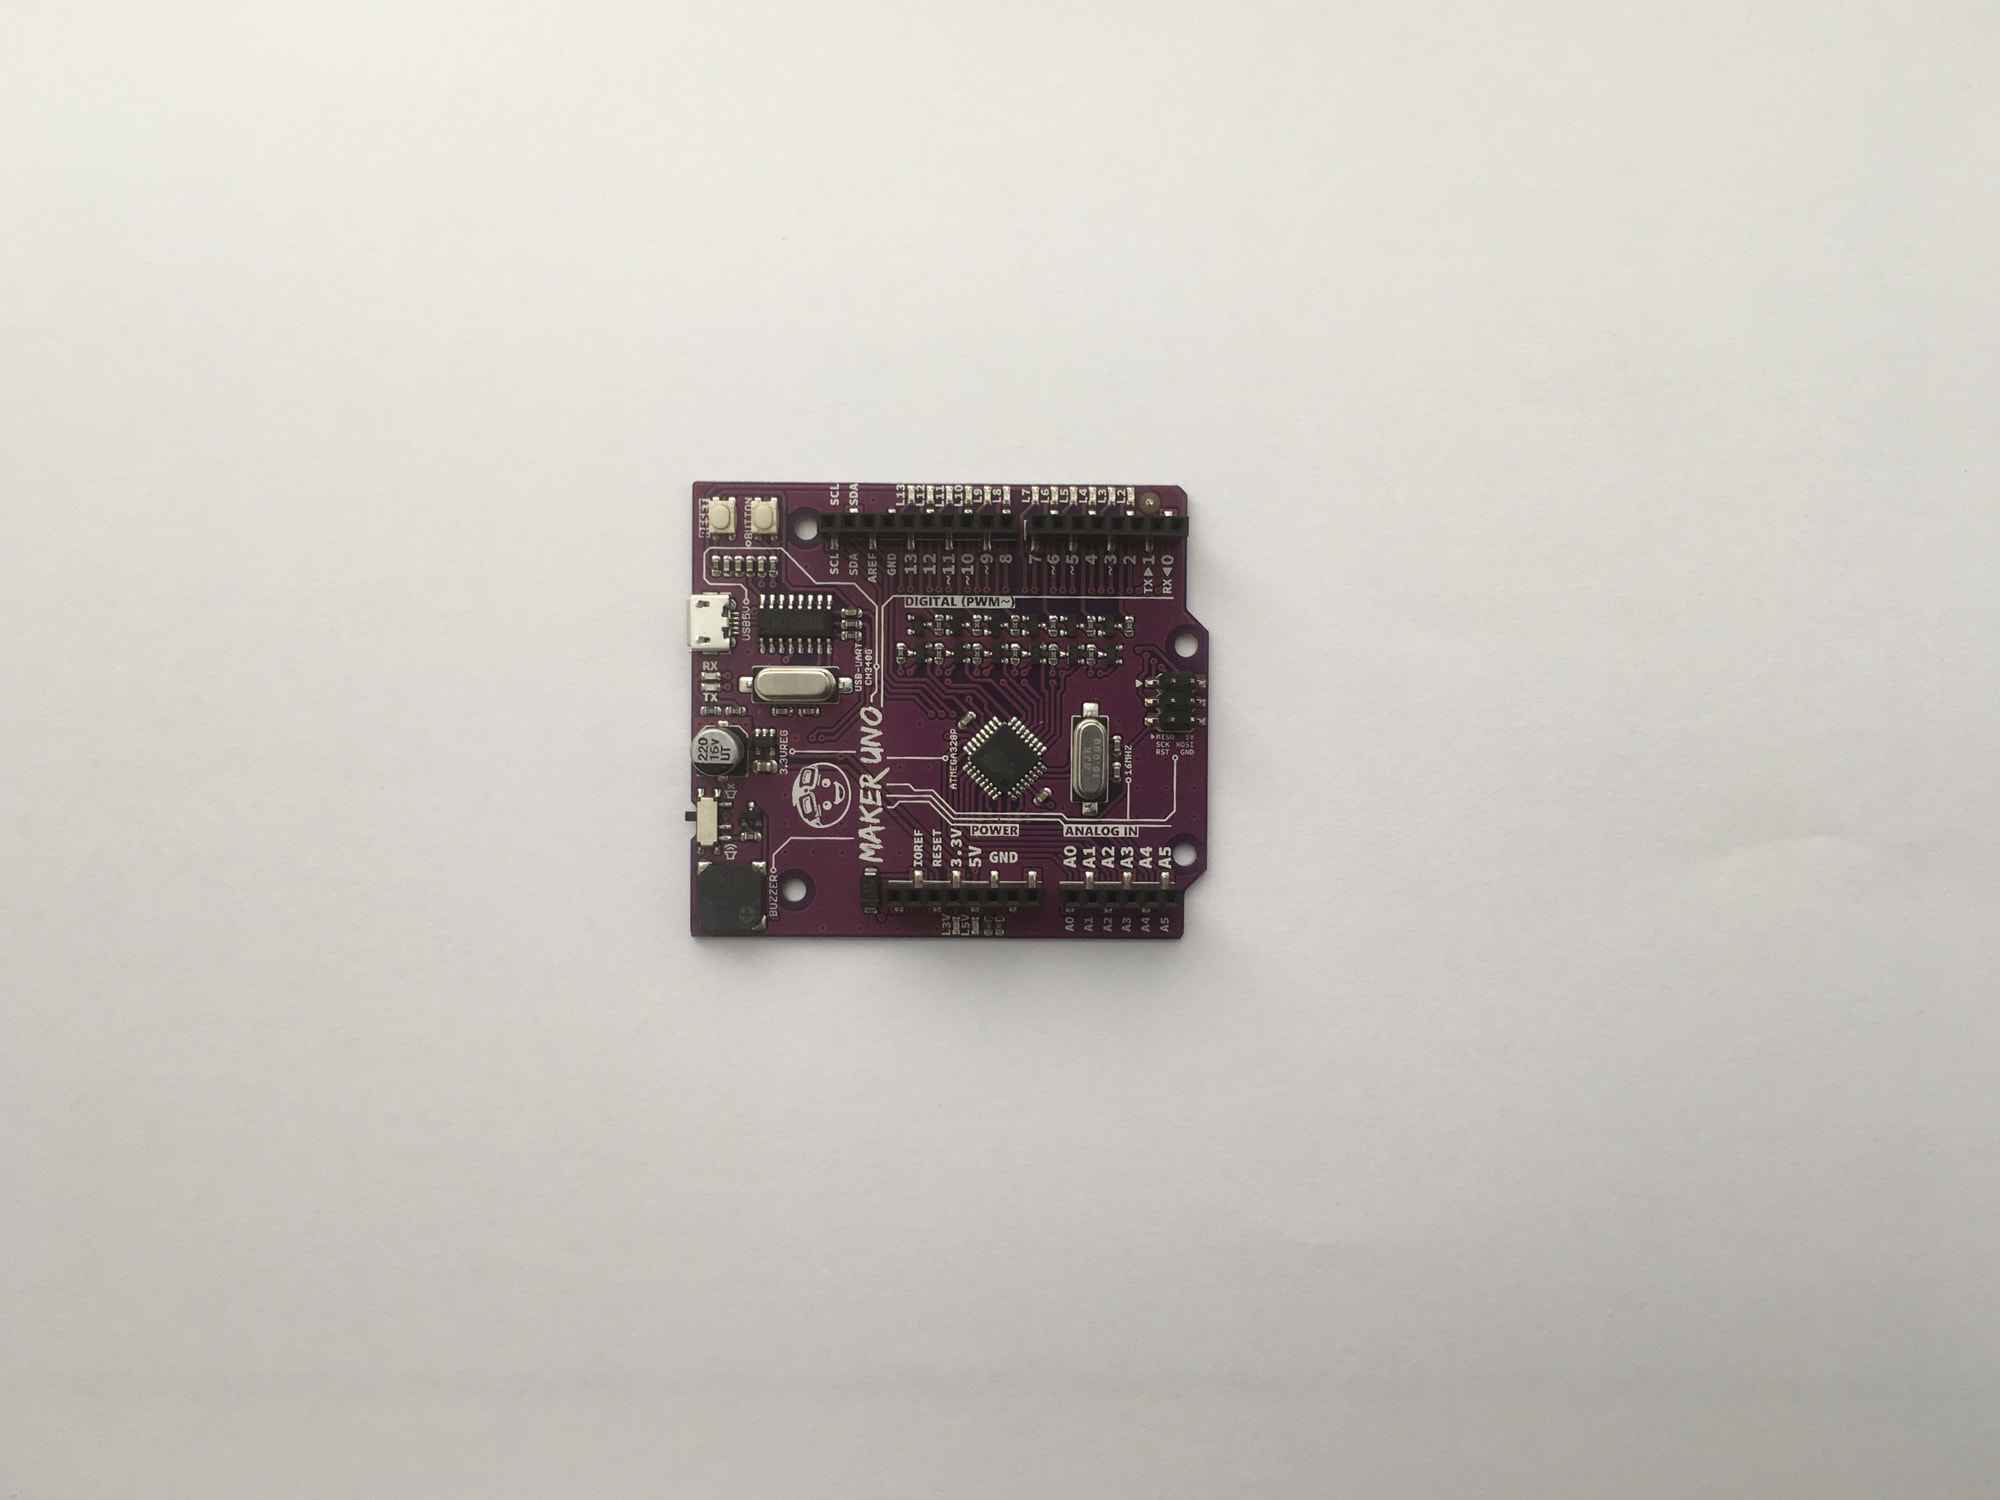 SCL
SDA
L13
L12
L11
L10
L9
L8
L7
L6
L5
L4
L3
L2
RESET
BUTTON
SCL
SDA
AREF
GND
13
12
~11
~10
~9
8
7
~6
~5
4
~3
2
TX▶1
RX◀0
DIGITAL (PWM~)
USB5V
USB-UART
CH340G
RX
TX
220
16V
UT
3.3VREG
MAKER UNO
ATMEGA328P
16MHZ
MISO 5V
SCK MOSI
RST GND
POWER
ANALOG IN
IOREF
RESET
3.3V
5V
GND
A0
A1
A2
A3
A4
A5
BUZZER
L3V
L5V
A0
A1
A2
A3
A4
A5